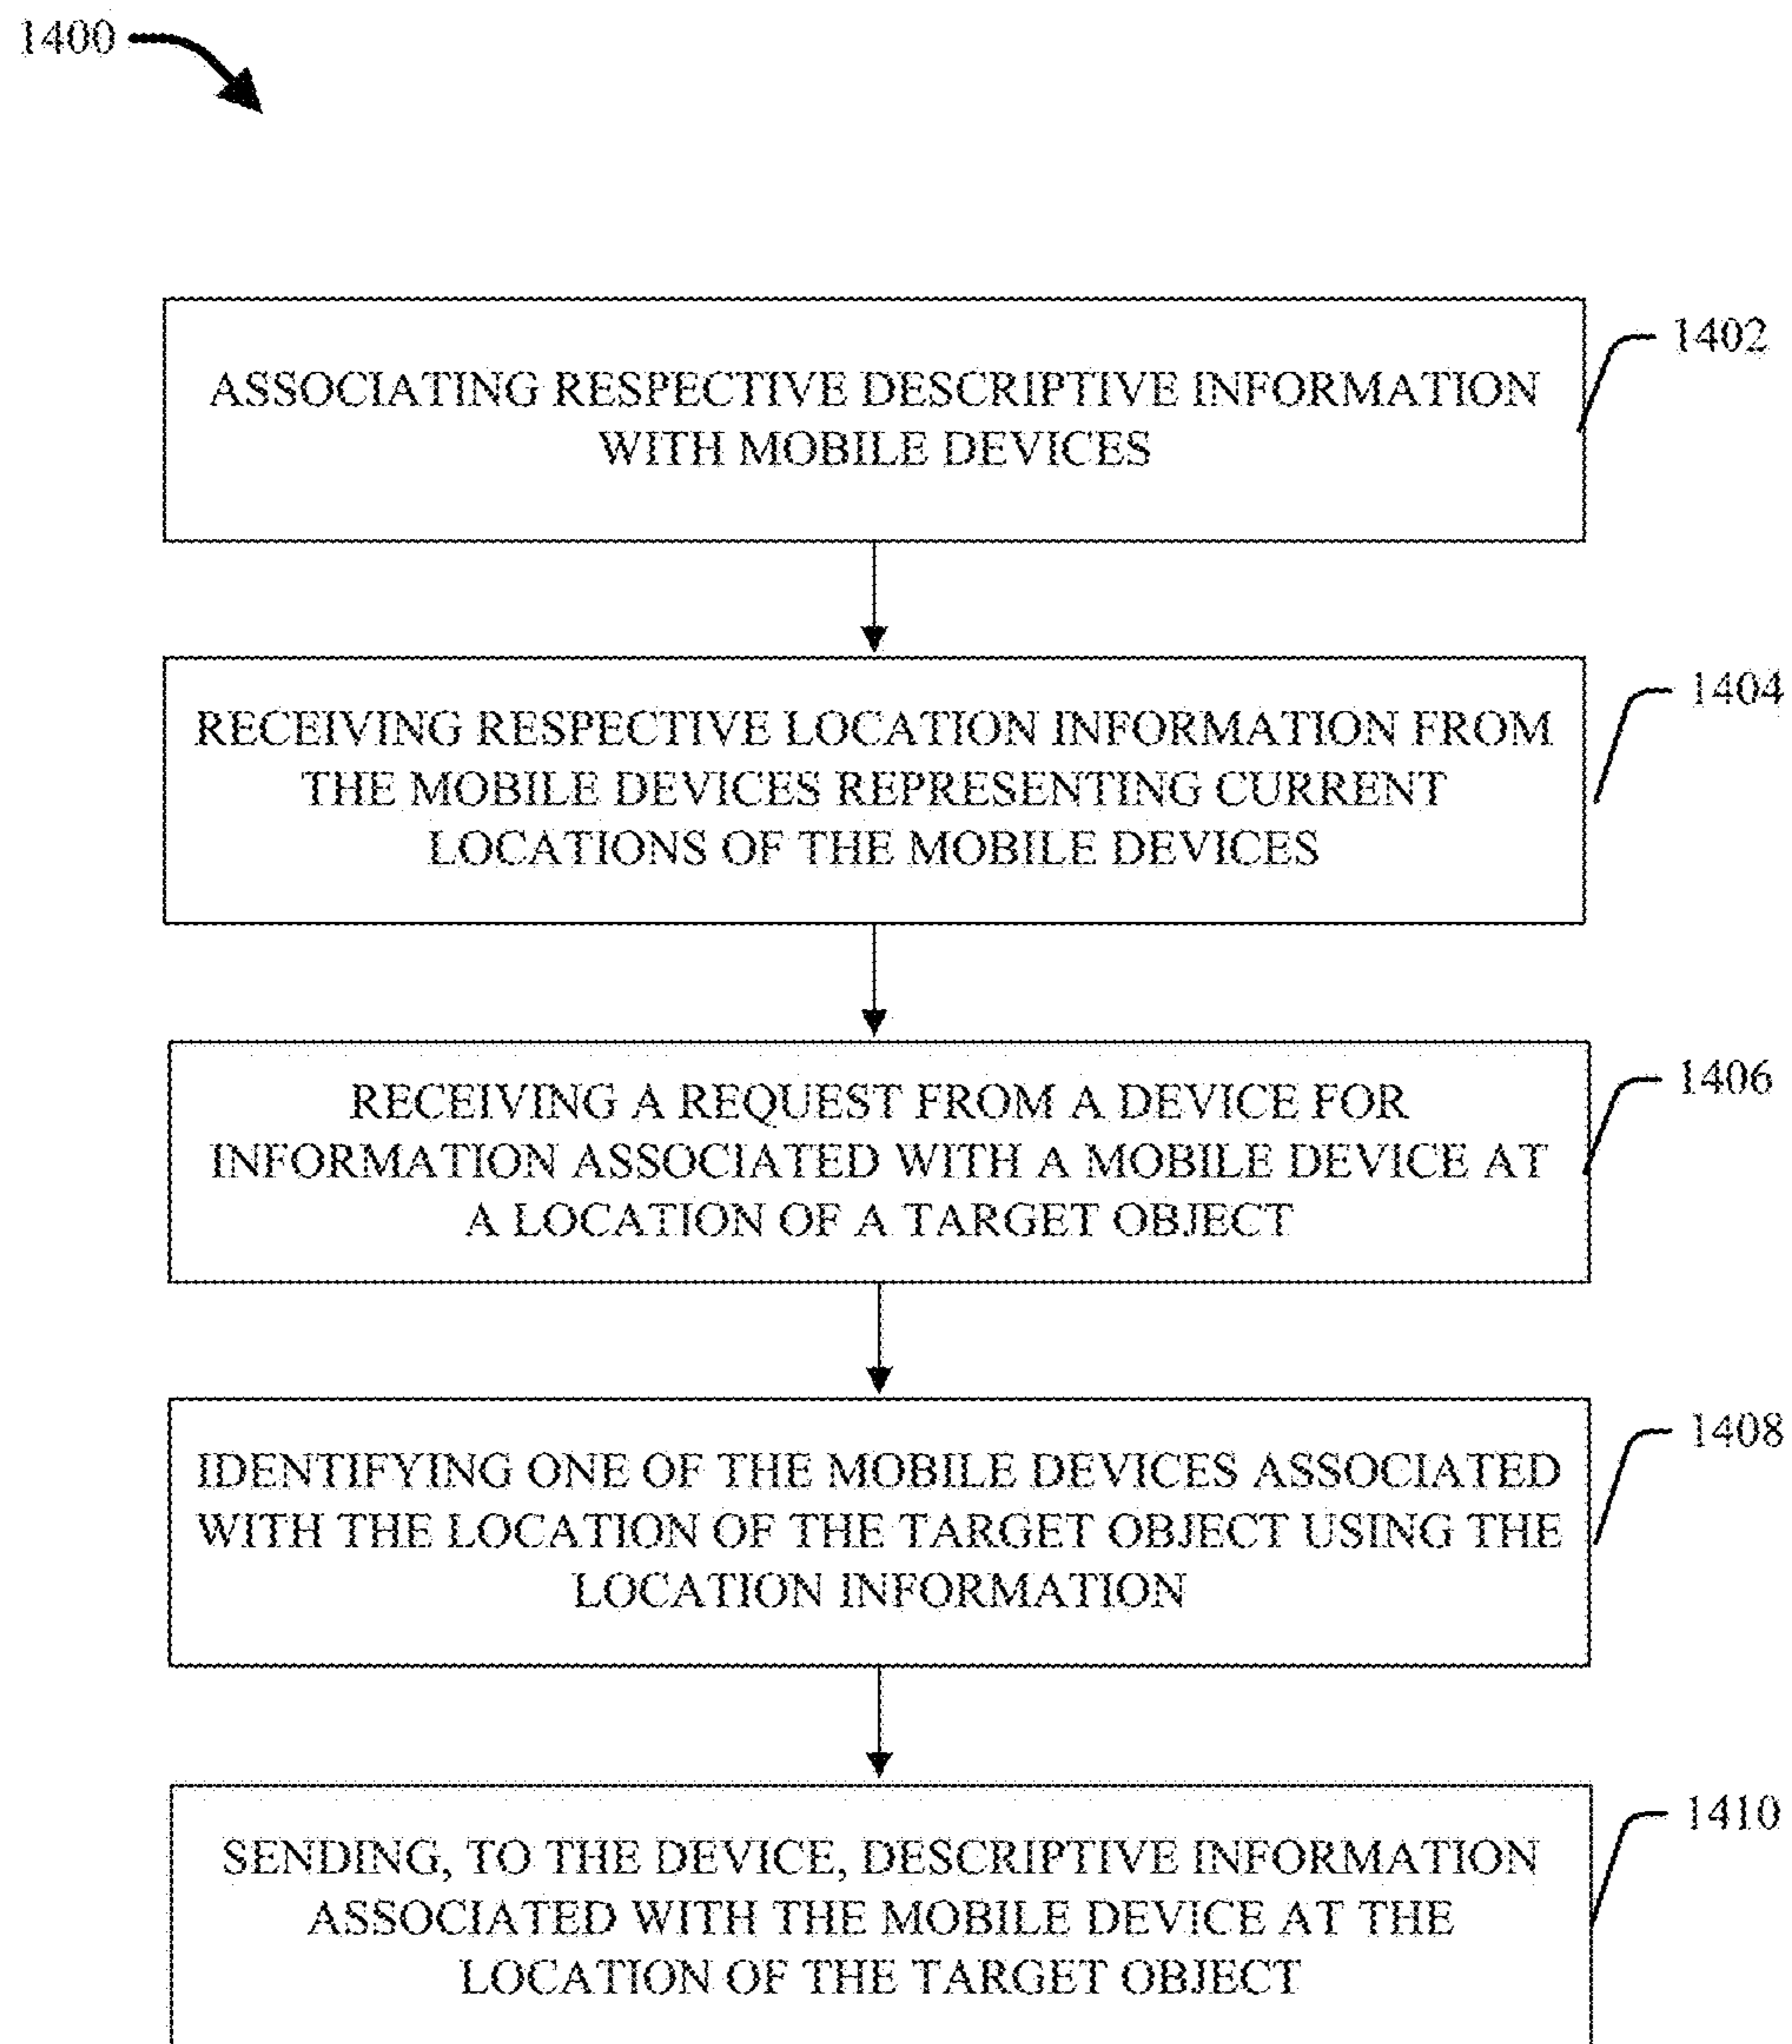 1400
ASSOCIATING RESPECTIVE DESCRIPTIVE INFORMATION
WITH MOBILE DEVICES
1402
RECEIVING RESPECTIVE LOCATION INFORMATION FROM
THE MOBILE DEVICES REPRESENTING CURRENT
LOCATIONS OF THE MOBILE DEVICES
1404
RECEIVING A REQUEST FROM A DEVICE FOR
INFORMATION ASSOCIATED WITH A MOBILE DEVICE AT
A LOCATION OF A TARGET OBJECT
1406
IDENTIFYING ONE OF THE MOBILE DEVICES ASSOCIATED
WITH THE LOCATION OF THE TARGET OBJECT USING THE
LOCATION INFORMATION
1408
SENDING, TO THE DEVICE, DESCRIPTIVE INFORMATION
ASSOCIATED WITH THE MOBILE DEVICE AT THE
LOCATION OF THE TARGET OBJECT
1410